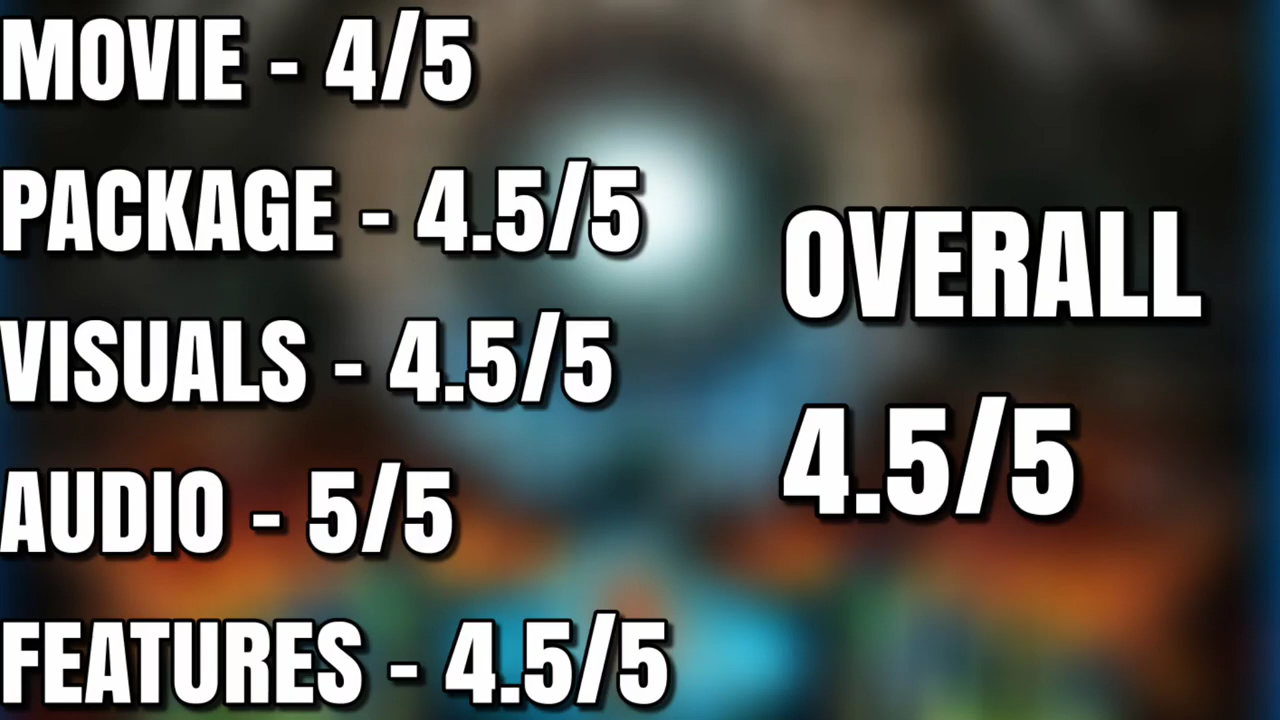 MOVIE - 4/5
PACKAGE - 4.5/5
VISUALS - 4.5/5
AUDIO - 5/5
FEATURES - 4.5/5
OVERALL
4.5/5